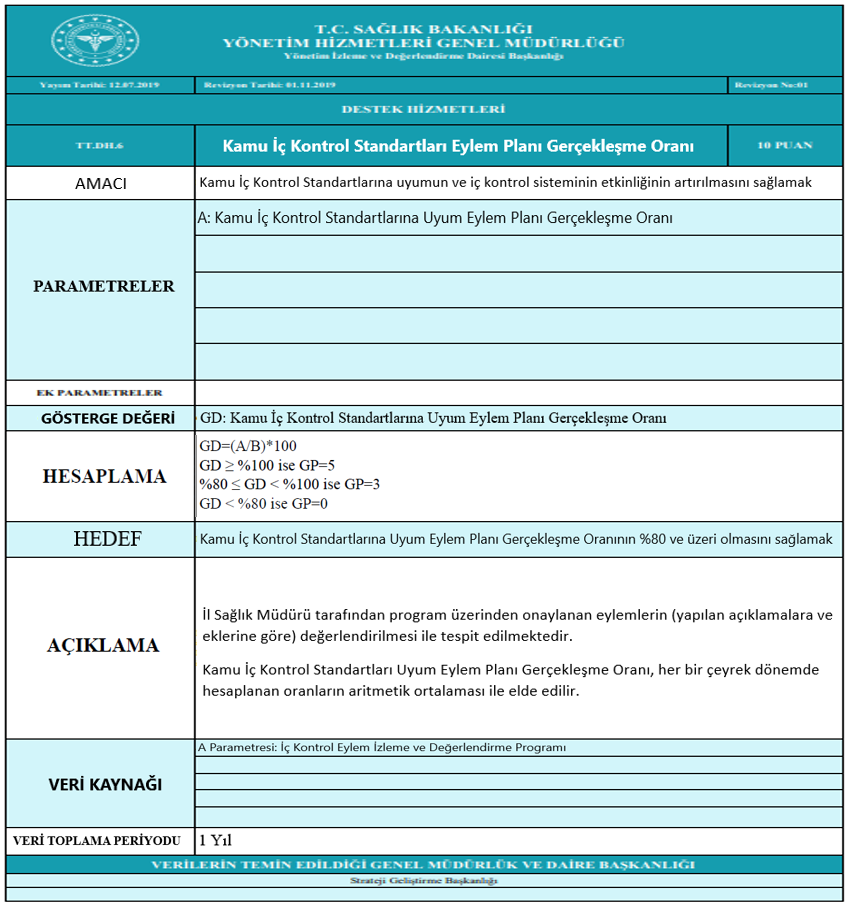 T.C. SAĞLIK BAKANLIĞI
YÖNETİM HİZMETLERİ GENEL MÜDÜRLÜĞÜ
Yönetim İzleme ve Değerlendirme Dairesi Başkanlığı
Yayım Tarihi: 12.07.2019 Revizyon Tarihi: 01.11.2019 Revizyon No:01
DESTEK HİZMETLERİ
TT.DH.6 Kamu İç Kontrol Standartları Eylem Planı Gerçekleşme Oranı 10 PUAN
AMACI Kamu İç Kontrol Standartlarına uyumun ve iç kontrol sisteminin etkinliğinin artırılmasını sağlamak
PARAMETRELER
A: Kamu İç Kontrol Standartlarına Uyum Eylem Planı Gerçekleşme Oranı
EK PARAMETRELER
GÖSTERGE DEĞERİ GD: Kamu İç Kontrol Standartlarına Uyum Eylem Planı Gerçekleşme Oranı
HESAPLAMA
GD=(A/B)*100
GD ≥ %100 ise GP=5
%80 ≤ GD < %100 ise GP=3
GD < %80 ise GP=0
HEDEF Kamu İç Kontrol Standartlarına Uyum Eylem Planı Gerçekleşme Oranının %80 ve üzeri olmasını sağlamak
AÇIKLAMA
İl Sağlık Müdürü tarafından program üzerinden onaylanan eylemlerin (yapılan açıklamalara ve
eklerine göre) değerlendirilmesi ile tespit edilmektedir.
Kamu İç Kontrol Standartları Uyum Eylem Planı Gerçekleşme Oranı, her bir çeyrek dönemde
hesaplanan oranların aritmetik ortalaması ile elde edilir.
VERİ KAYNAĞI
A Parametresi: İç Kontrol Eylem İzleme ve Değerlendirme Programı
VERİ TOPLAMA PERİYODU 1 Yıl
VERİLERİN TEMİN EDİLDİĞİ GENEL MÜDÜRLÜK VE DAİRE BAŞKANLIĞI
Strateji Geliştirme Başkanlığı